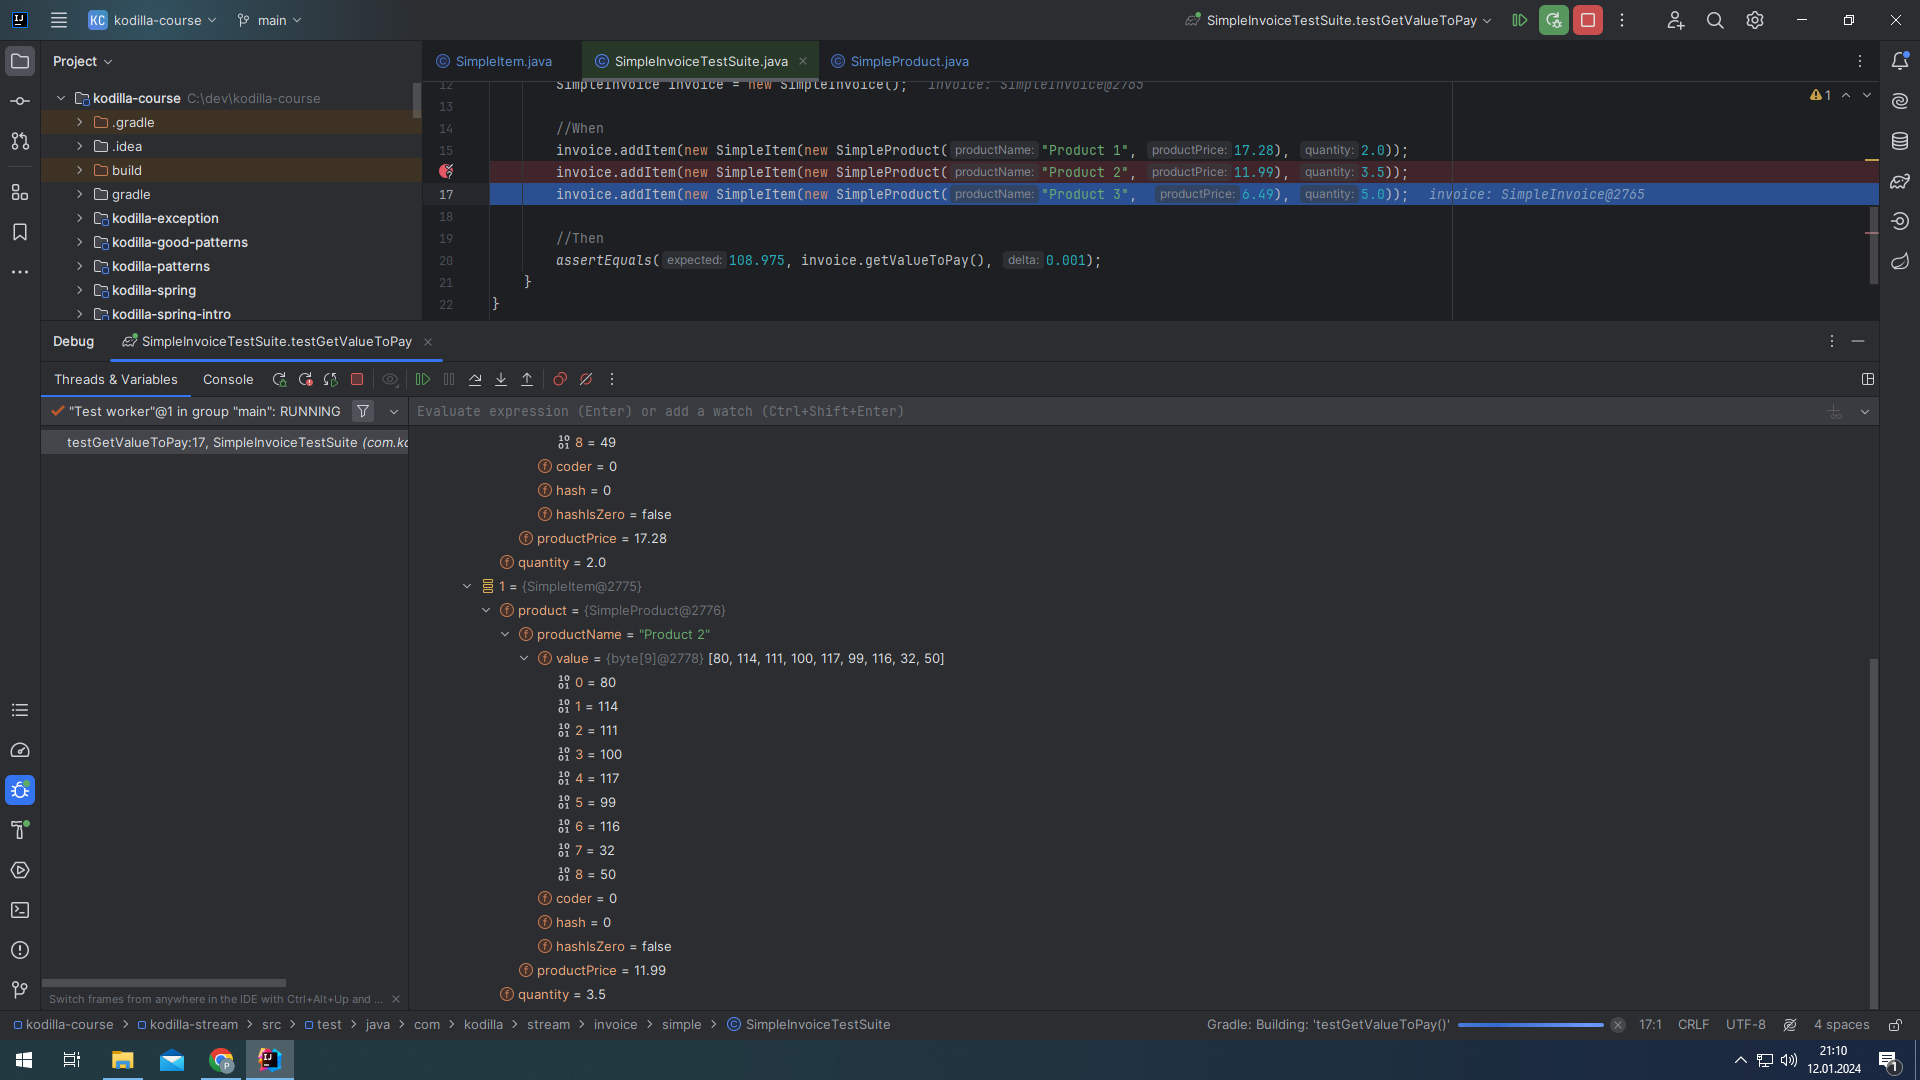 KC kodilla-course main SimpleInvoiceTestSuite.testGetValueToPay
Project
SimpleItem.java SimpleInvoiceTestSuite.java SimpleProduct.java
kodilla-course C:\dev\kodilla-course
.gradle
.idea
build
gradle
kodilla-exception
kodilla-good-patterns
kodilla-patterns
kodilla-spring
kodilla-spring-intro
12 SimpleInvoice invoice = new SimpleInvoice(); invoice: SimpleInvoice@2765
13
14 //When
15 invoice.addItem(new SimpleItem(new SimpleProduct( productName: "Product 1", productPrice: 17.28), quantity: 2.0));
invoice.addItem(new SimpleItem(new SimpleProduct( productName: "Product 2", productPrice: 11.99), quantity: 3.5));
17 invoice.addItem(new SimpleItem(new SimpleProduct( productName: "Product 3", productPrice: 6.49), quantity: 5.0)); invoice: SimpleInvoice@2765
18
19 //Then
20 assertEquals( expected: 108.975, invoice.getValueToPay(), delta: 0.001);
21 }
22 }
1
Debug SimpleInvoiceTestSuite.testGetValueToPay
Threads & Variables Console
"Test worker"@1 in group "main": RUNNING
Evaluate expression (Enter) or add a watch (Ctrl+Shift+Enter)
testGetValueToPay:17, SimpleInvoiceTestSuite (com.ko
8 = 49
coder = 0
hash = 0
hashIsZero = false
productPrice = 17.28
quantity = 2.0
1 = {SimpleItem@2775}
product = {SimpleProduct@2776}
productName = "Product 2"
value = {byte[9]@2778} [80, 114, 111, 100, 117, 99, 116, 32, 50]
0 = 80
1 = 114
2 = 111
3 = 100
4 = 117
5 = 99
6 = 116
7 = 32
8 = 50
coder = 0
hash = 0
hashIsZero = false
productPrice = 11.99
quantity = 3.5
Switch frames from anywhere in the IDE with Ctrl+Alt+Up and ...
kodilla-course kodilla-stream src test java com kodilla stream invoice simple SimpleInvoiceTestSuite
Gradle: Building: 'testGetValueToPay()' 17:1 CRLF UTF-8 4 spaces
21:10
12.01.2024
1